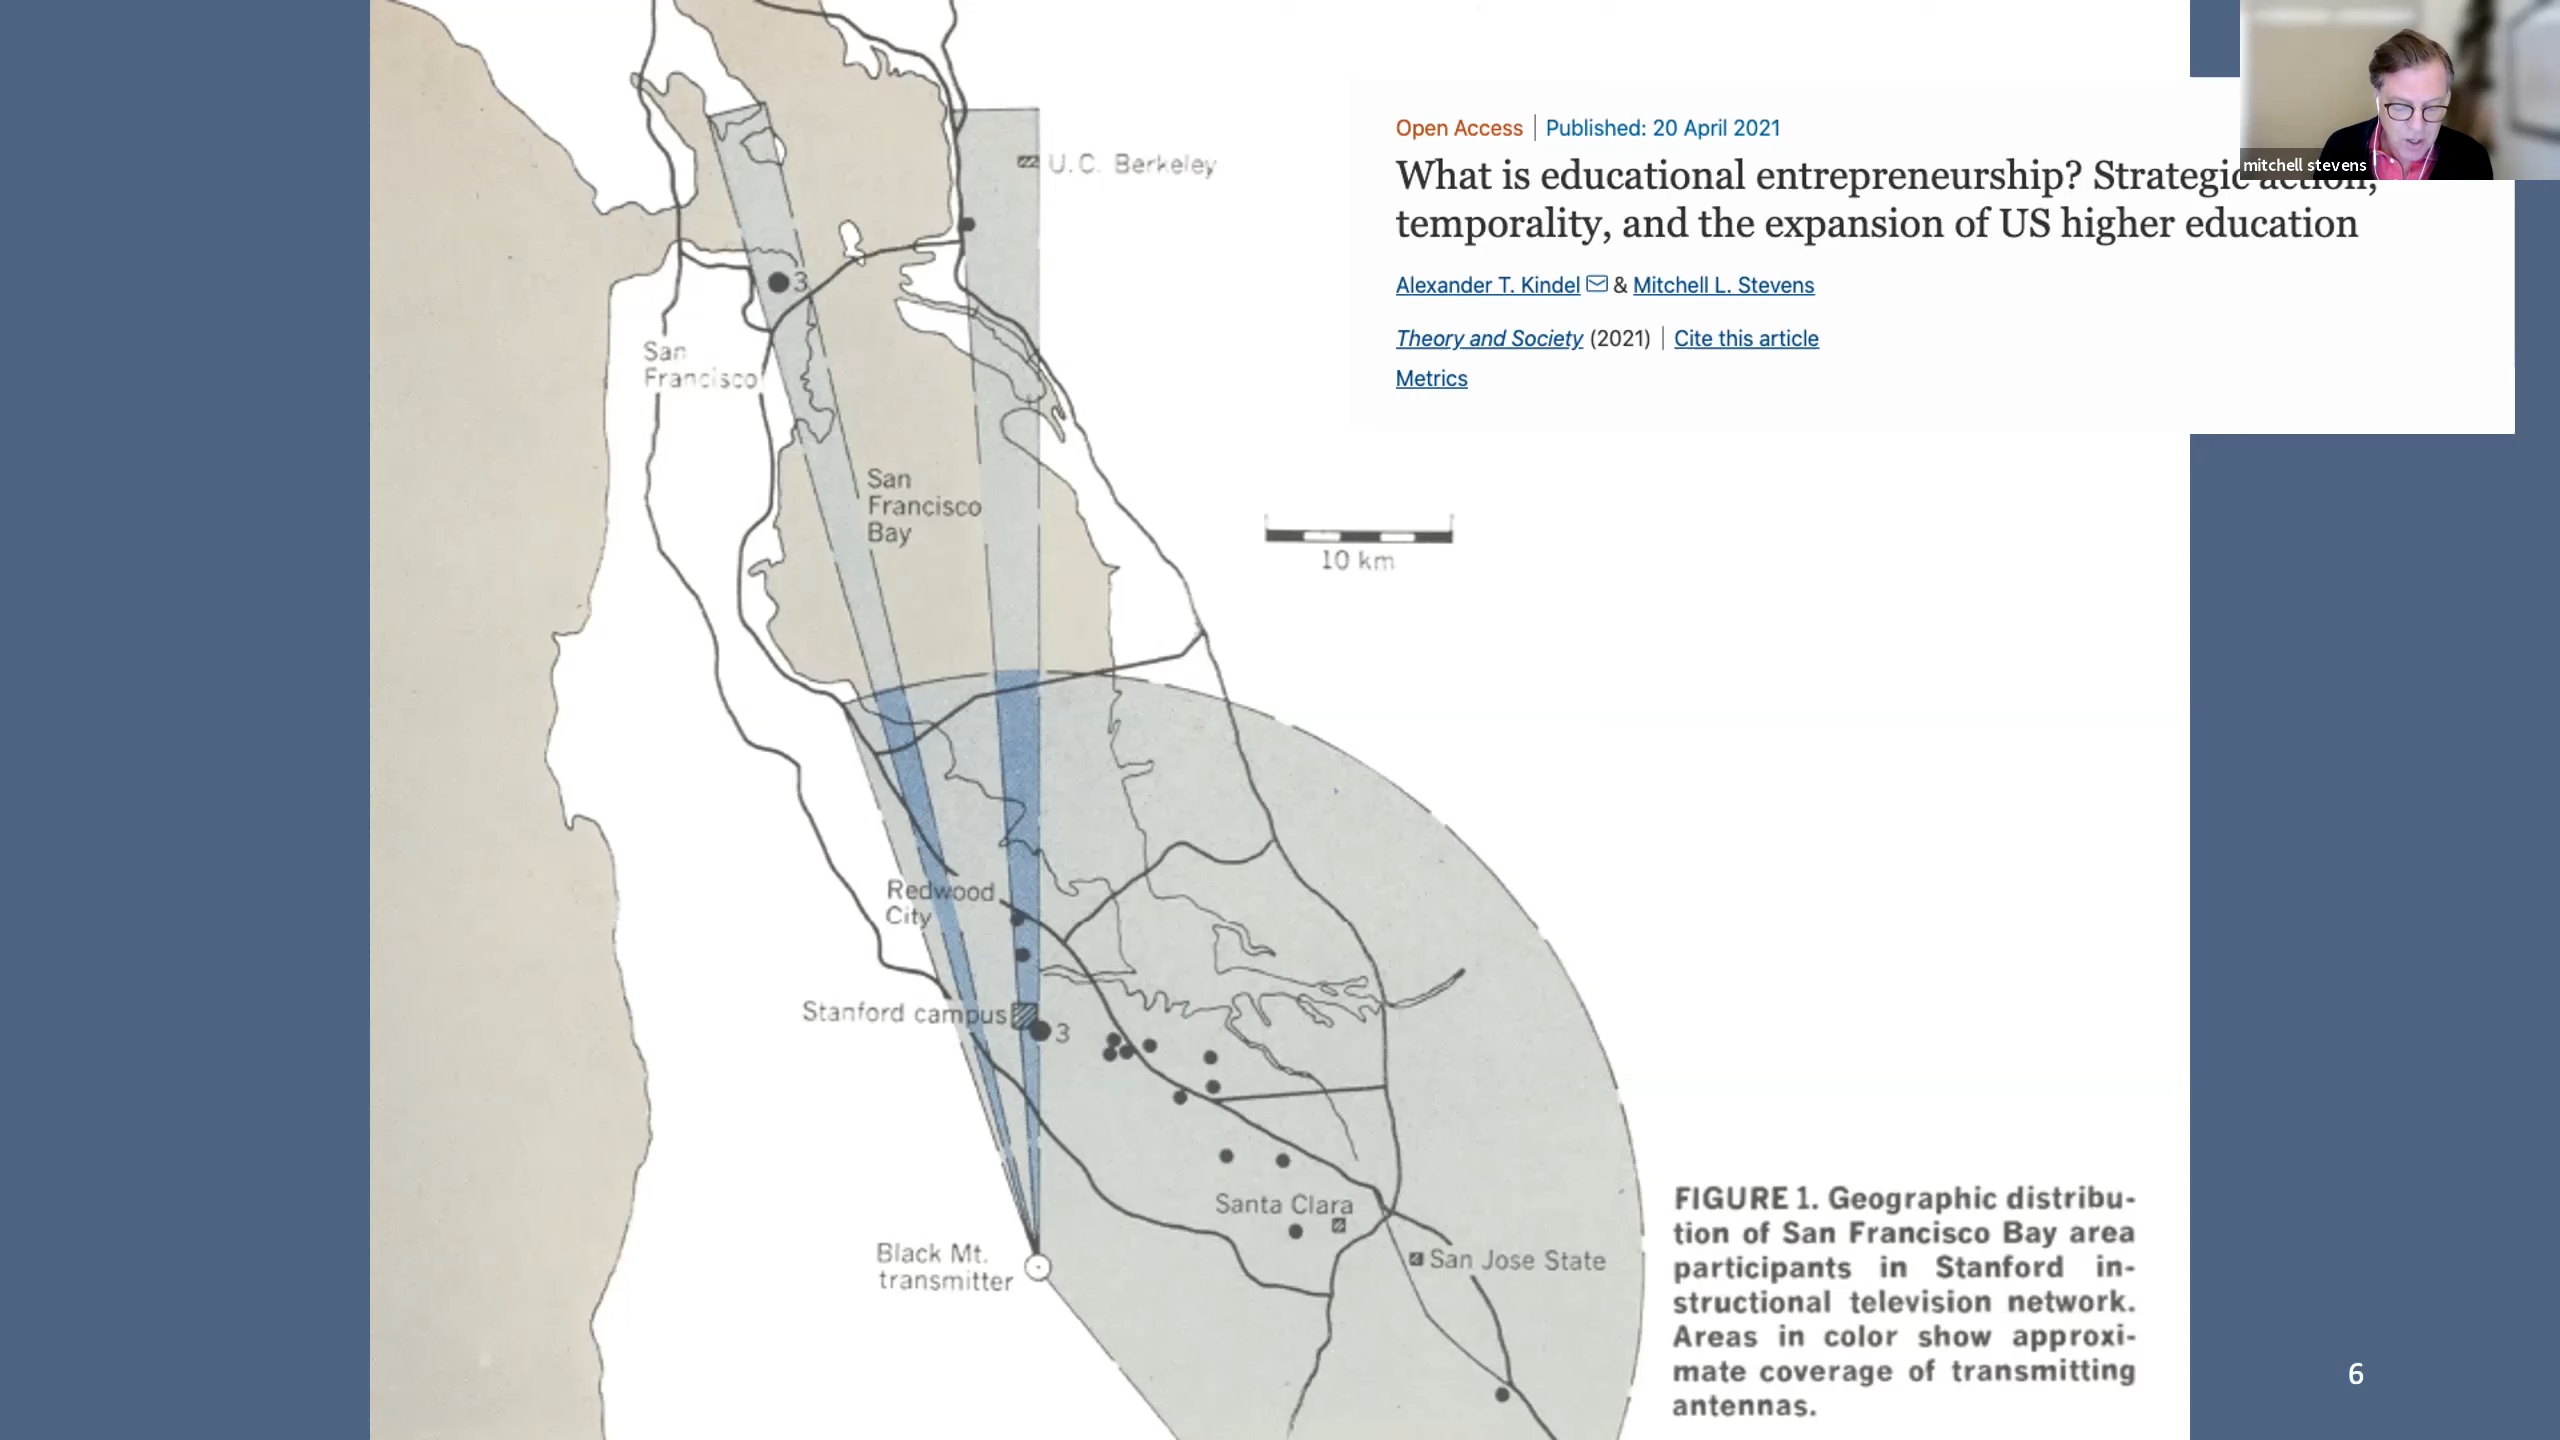 mitchell stevens
Open Access | Published: 20 April 2021
What is educational entrepreneurship? Strategic action,
temporality, and the expansion of US higher education
Alexander T. Kindel & Mitchell L. Stevens
Theory and Society (2021) | Cite this article
Metrics
U.C. Berkeley
3
San
Francisco
San
Francisco
Bay
10 km
Redwood
City
Stanford campus
3
Santa Clara
San Jose State
Black Mt.
transmitter
FIGURE 1. Geographic distribu-
tion of San Francisco Bay area
participants in Stanford in-
structional television network.
Areas in color show approxi-
mate coverage of transmitting
antennas.
6